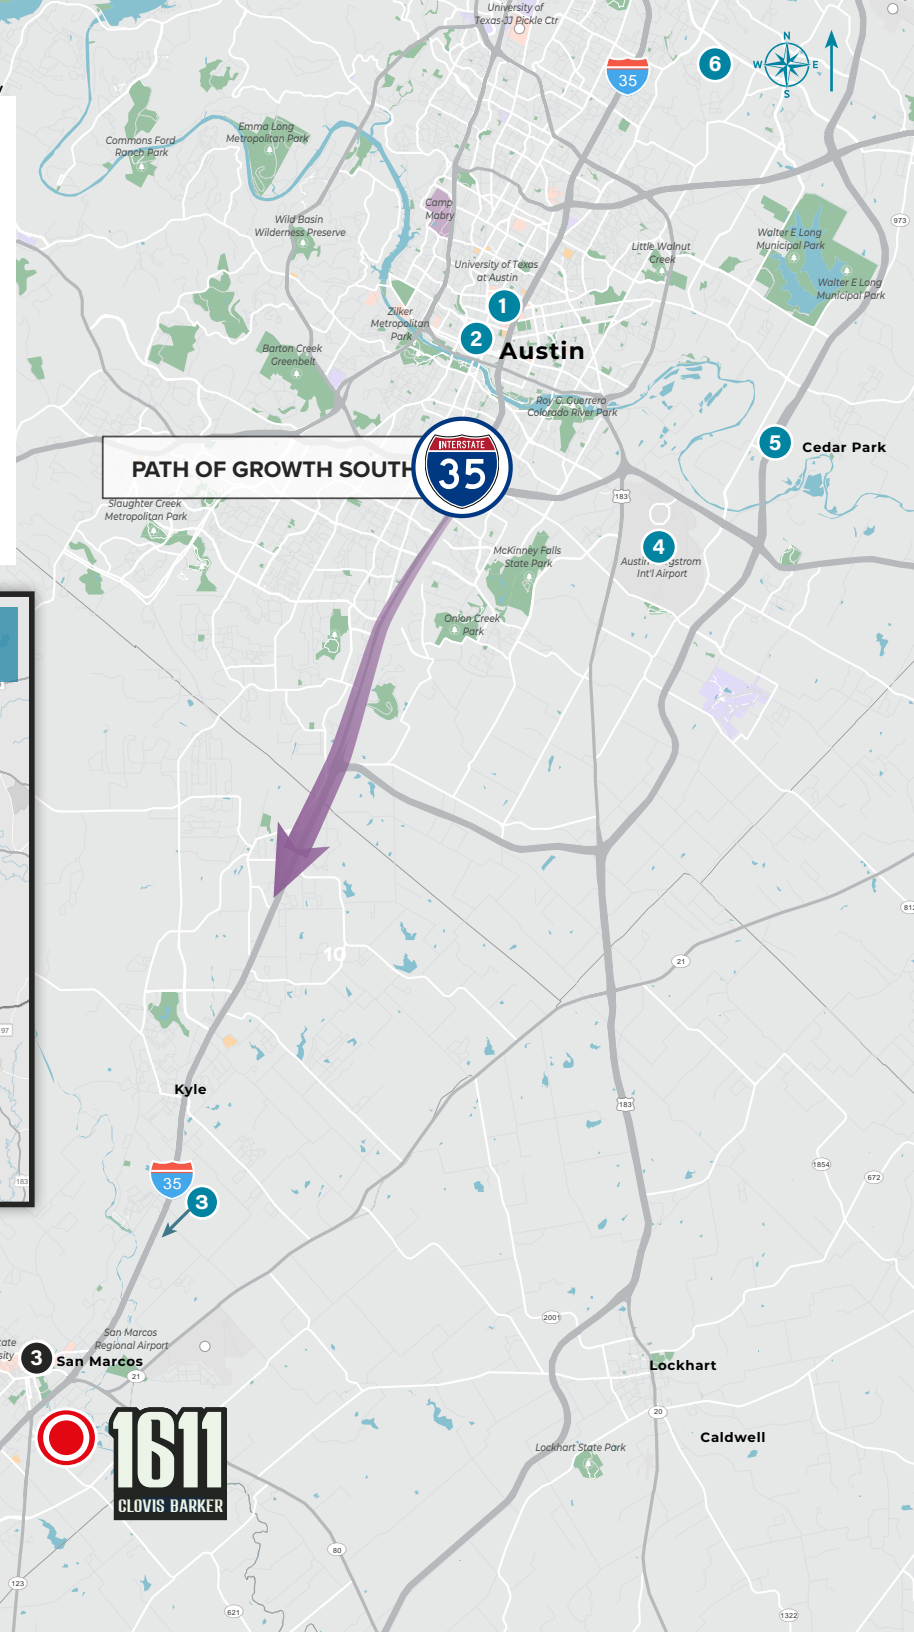 University of
Texas-JJ Pickle Ctr
35
6
N
W
E
S
Commons Ford
Ranch Park
Emma Long
Metropolitan Park
Camp
Mabry
973
Wild Basin
Wilderness Preserve
Walter E Long
Municipal Park
Little Walnut
Creek
University of Texas
at Austin
Walter E Long
Municipal Park
1
Zilker
Metropolitan
Park
2
Austin
Barton Creek
Greenbelt
Roy G. Guerrero
Colorado River Park
5
Cedar Park
PATH OF GROWTH SOUTH
INTERSTATE
35
183
Slaughter Creek
Metropolitan Park
4
McKinney Falls
State Park
Int'l Airport
Onion Creek
Park
812
10
21
97
Kyle
183
1854
672
35
183
3
2001
San Marcos
Regional Airport
3
San Marcos
21
Lockhart
20
1611
CLOVIS BARKER
Caldwell
Lockhart State Park
80
123
621
1322